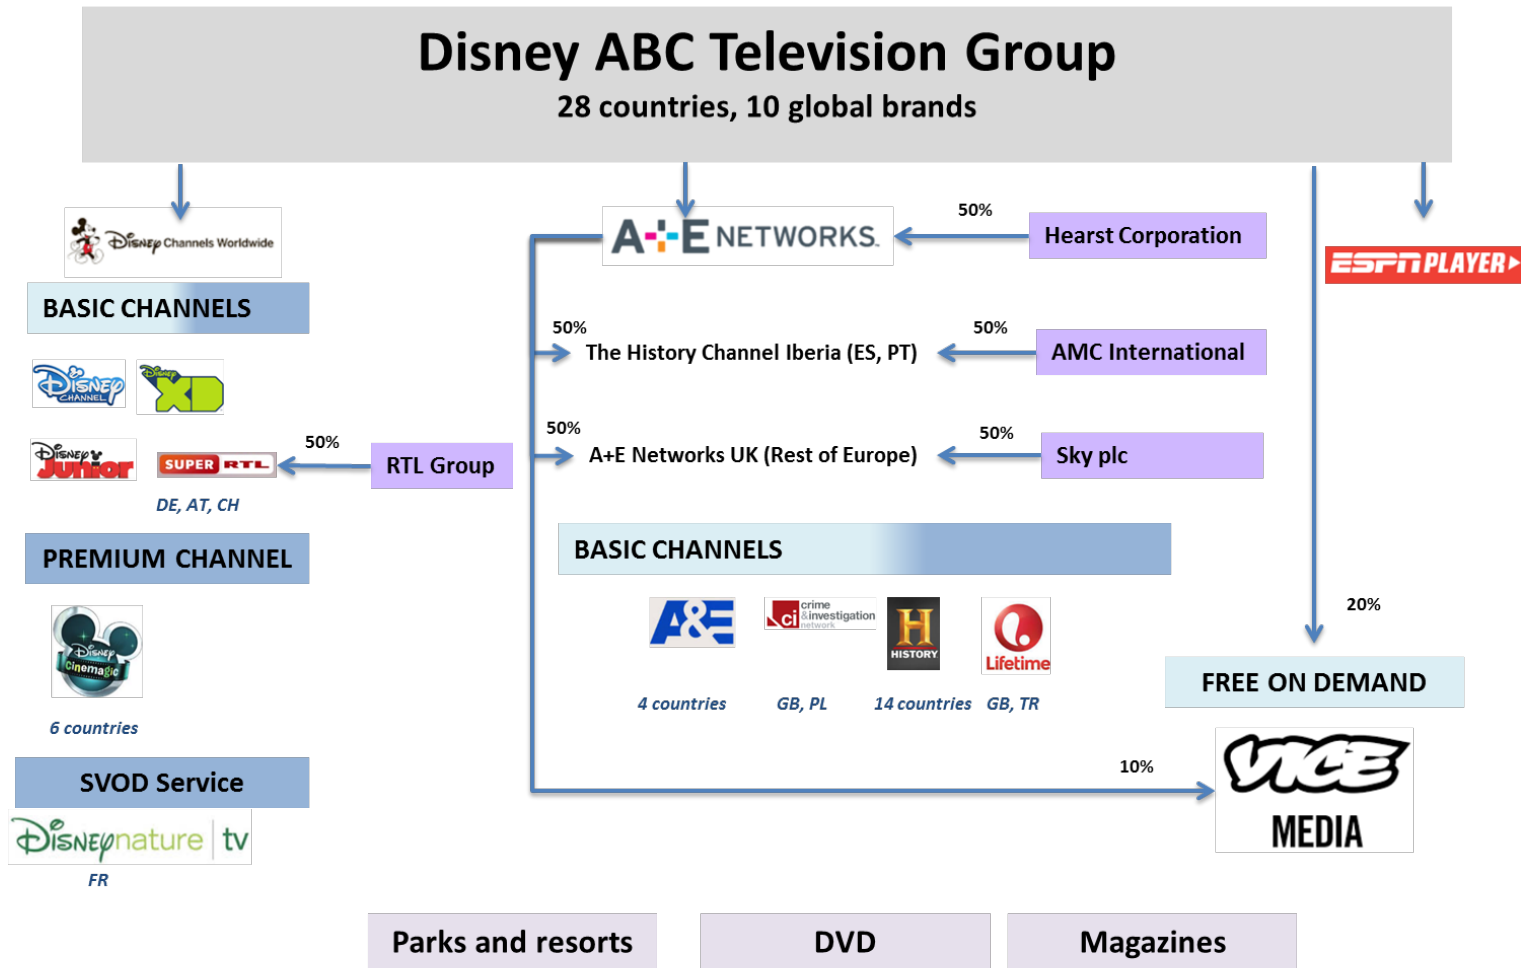 Disney ABC Television Group
28 countries, 10 global brands
Disney Channels Worldwide
BASIC CHANNELS
Disney CHANNEL
Disney XD
Disney Junior
SUPER RTL
50%
RTL Group
DE, AT, CH
PREMIUM CHANNEL
Disney Cinemagic
6 countries
SVOD Service
Disneynature tv
FR
A+E NETWORKS
50%
Hearst Corporation
50%
The History Channel Iberia (ES, PT)
50%
AMC International
50%
A+E Networks UK (Rest of Europe)
50%
Sky plc
BASIC CHANNELS
A&E
ci crime & investigation network
H HISTORY
Lifetime
4 countries
GB, PL
14 countries
GB, TR
ESPN PLAYER
20%
FREE ON DEMAND
10%
VICE
MEDIA
Parks and resorts
DVD
Magazines